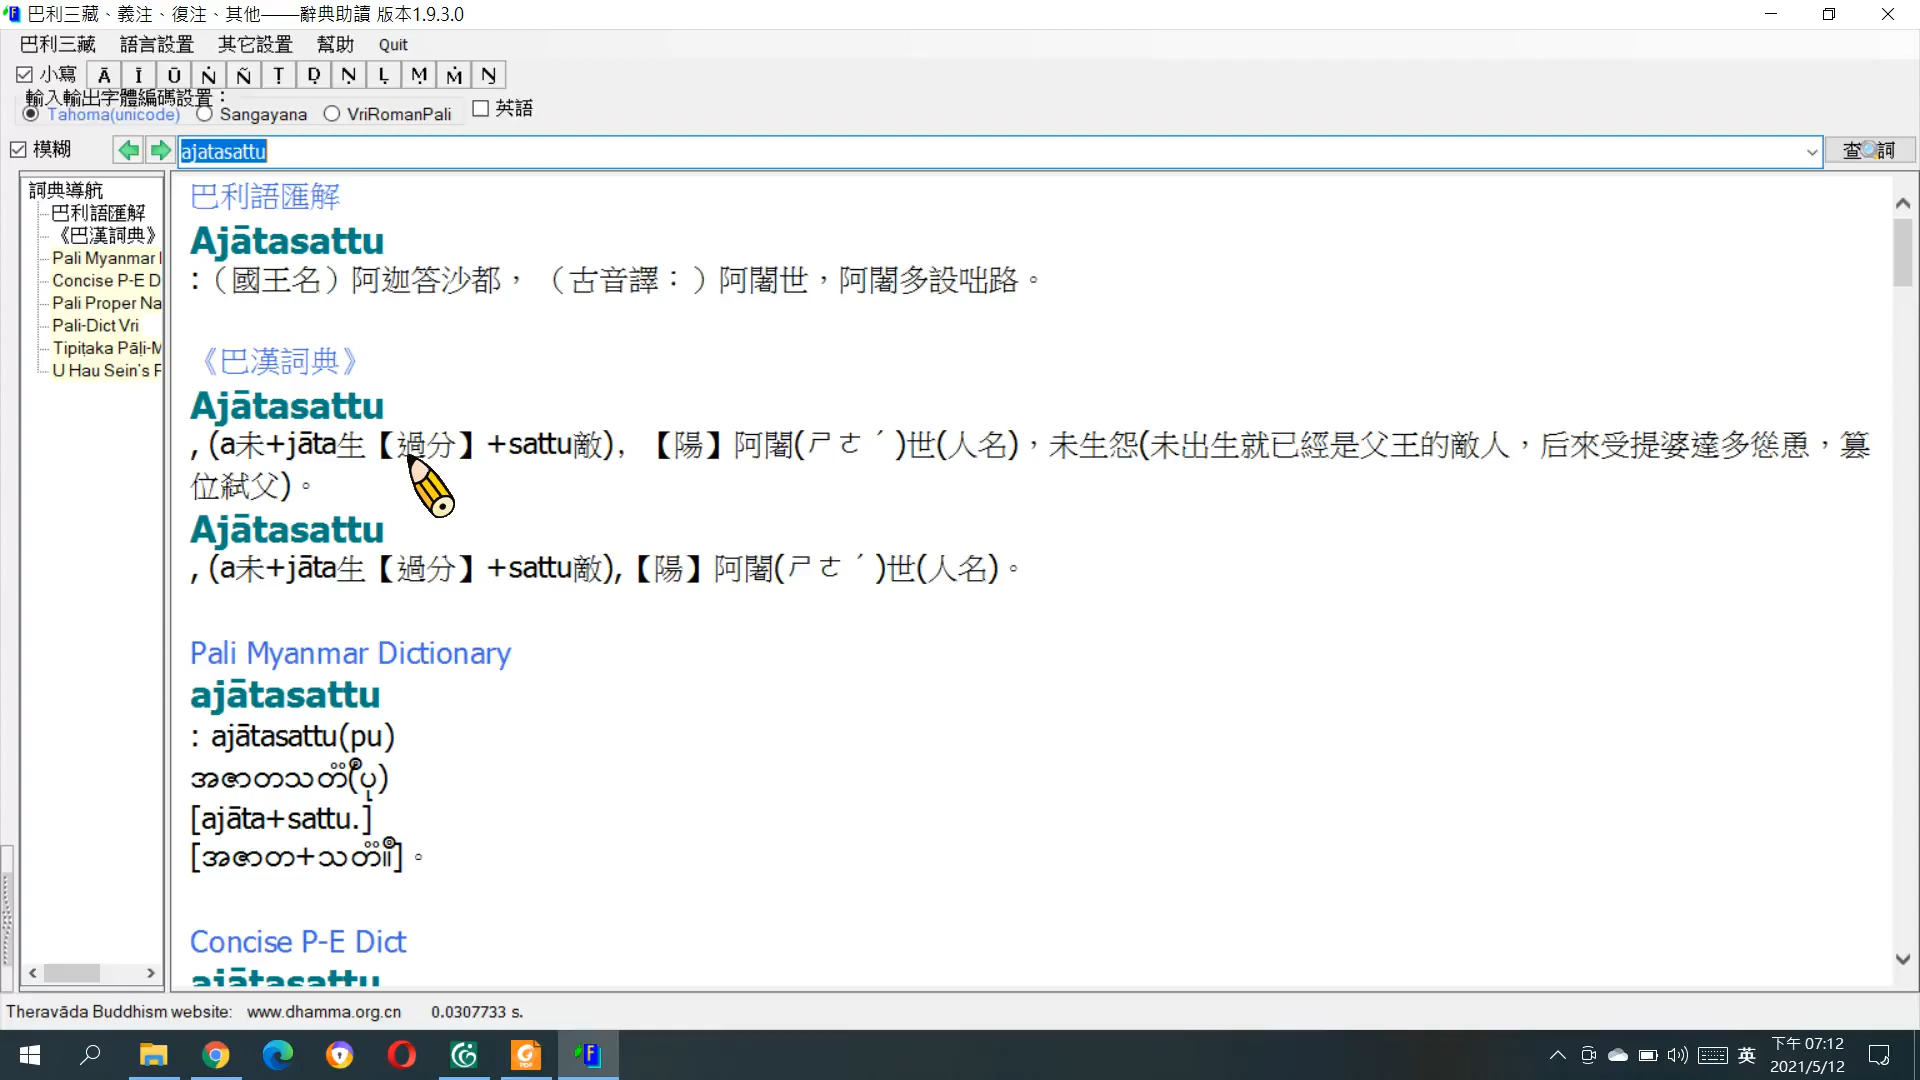 巴利三藏、義注、復注、其他——辭典助讀 版本1.9.3.0
巴利三藏 語言設置 其它設置 幫助 Quit
小寫 Ā Ī Ū Ṅ Ñ Ṭ Ḍ Ṇ Ḷ Ṃ Ṁ Ŋ
輸入輸出字體編碼設置：
Tahoma(unicode) Sangayana VriRomanPali 英語
模糊 ajatasattu 查詞
詞典導航
巴利語匯解
《巴漢詞典》
Pali Myanmar
Concise P-E D
Pali Proper Na
Pali-Dict Vri
Tipiṭaka Pāḷi-M
U Hau Sein's F
巴利語匯解
Ajātasattu
:（國王名）阿迦答沙都，（古音譯：）阿闍世，阿闍多設咄路。
《巴漢詞典》
Ajātasattu
, (a未+jāta生【過分】+sattu敵), 【陽】阿闍(ㄕㄜˊ)世(人名)，未生怨(未出生就已經是父王的敵人，后來受提婆達多慫恿，篡
位弒父)。
Ajātasattu
, (a未+jāta生【過分】+sattu敵),【陽】阿闍(ㄕㄜˊ)世(人名)。
Pali Myanmar Dictionary
ajātasattu
: ajātasattu(pu)
[ajāta+sattu.]
Concise P-E Dict
ajātasattu
Theravāda Buddhism website: www.dhamma.org.cn 0.0307733 s.
英 下午 07:12
2021/5/12